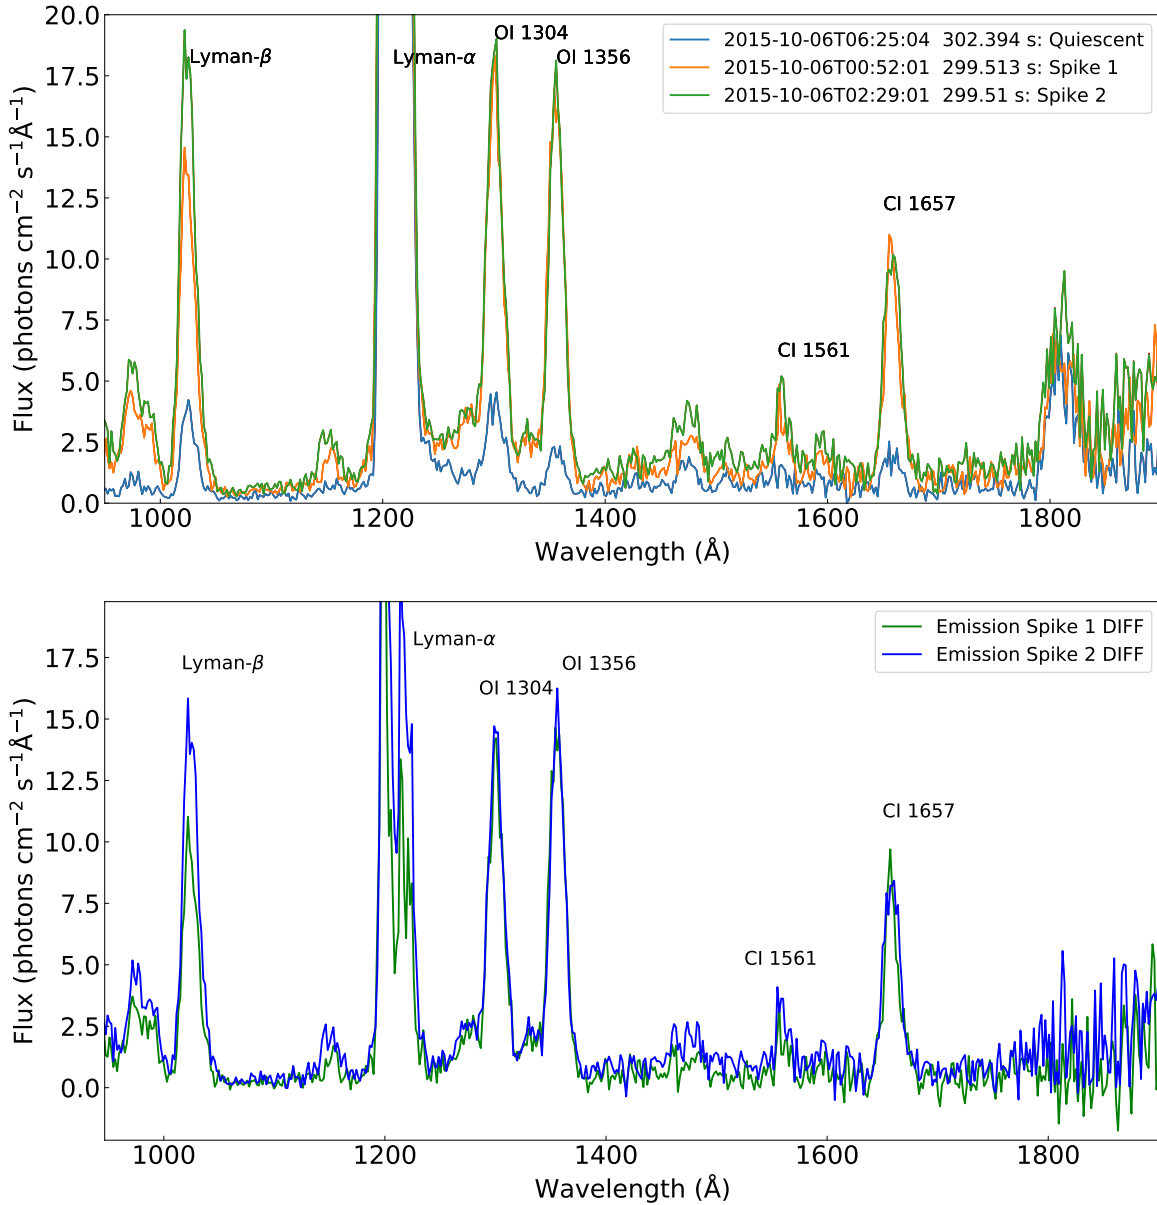 20.0
17.5
15.0
12.5
10.0
7.5
5.0
2.5
0.0
Flux (photons cm⁻² s⁻¹Å⁻¹)
Lyman-β
Lyman-α
OI 1304
OI 1356
CI 1561
CI 1657
2015-10-06T06:25:04 302.394 s: Quiescent
2015-10-06T00:52:01 299.513 s: Spike 1
2015-10-06T02:29:01 299.51 s: Spike 2
1000 1200 1400 1600 1800
Wavelength (Å)
17.5
15.0
12.5
10.0
7.5
5.0
2.5
0.0
Flux (photons cm⁻² s⁻¹Å⁻¹)
Lyman-β
Lyman-α
OI 1304
OI 1356
CI 1561
CI 1657
Emission Spike 1 DIFF
Emission Spike 2 DIFF
1000 1200 1400 1600 1800
Wavelength (Å)